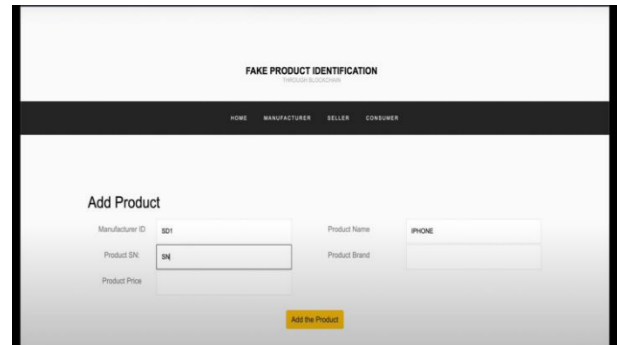 FAKE PRODUCT IDENTIFICATION
THROUGH BLOCKCHAIN
HOME MANUFACTURER SELLER CONSUMER
Add Product
Manufacturer ID SD1 Product Name IPHONE
Product SN: SN Product Brand
Product Price
Add the Product